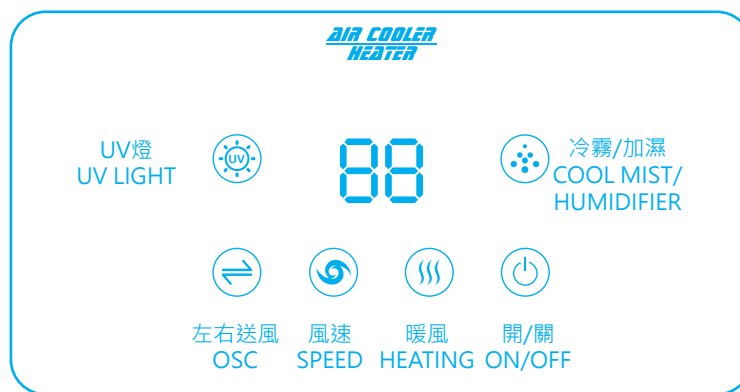 AIR COOLER
HEATER
UV燈
UV LIGHT
UV
88
冷霧/加濕
COOL MIST/
HUMIDIFIER
左右送風
OSC
風速
SPEED
暖風
HEATING
開/關
ON/OFF